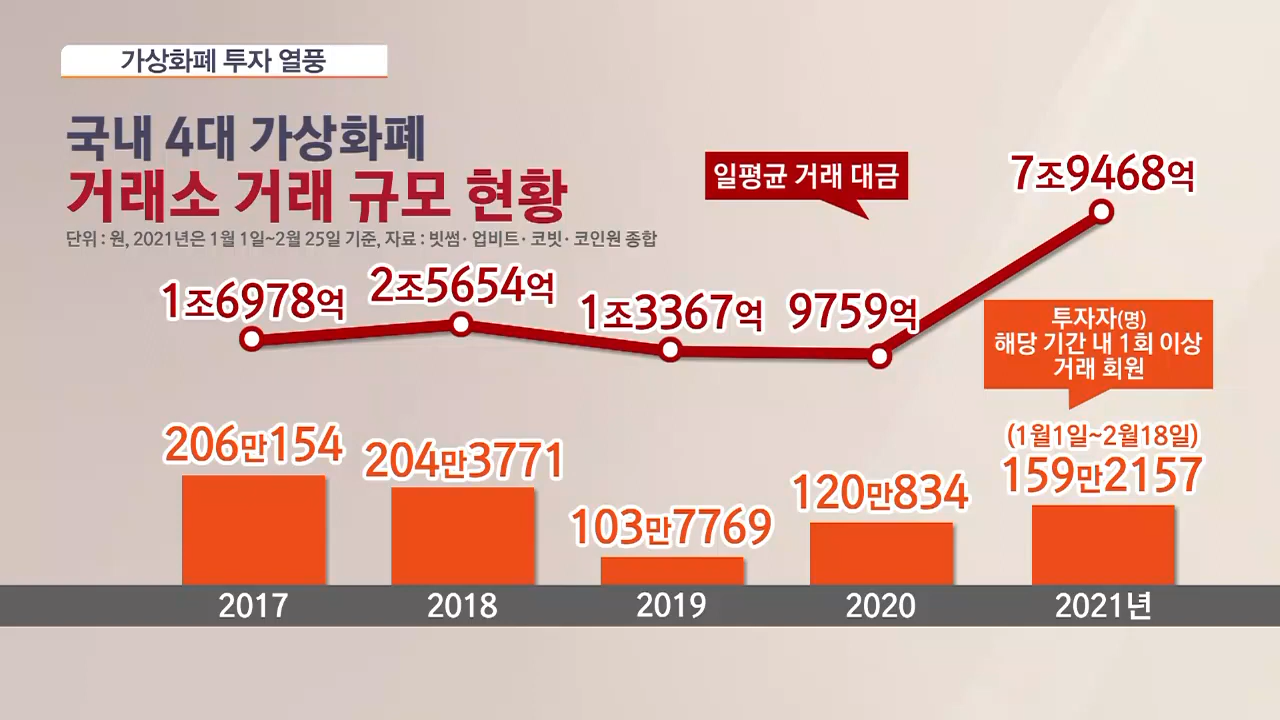 가상화폐 투자 열풍
국내 4대 가상화폐
거래소 거래 규모 현황
단위 : 원, 2021년은 1월 1일~2월 25일 기준, 자료 : 빗썸· 업비트· 코빗· 코인원 종합
일평균 거래 대금
1조6978억
2조5654억
1조3367억
9759억
7조9468억
투자자(명)
해당 기간 내 1회 이상
거래 회원
206만154
204만3771
103만7769
120만834
(1월1일~2월18일)
159만2157
2017
2018
2019
2020
2021년